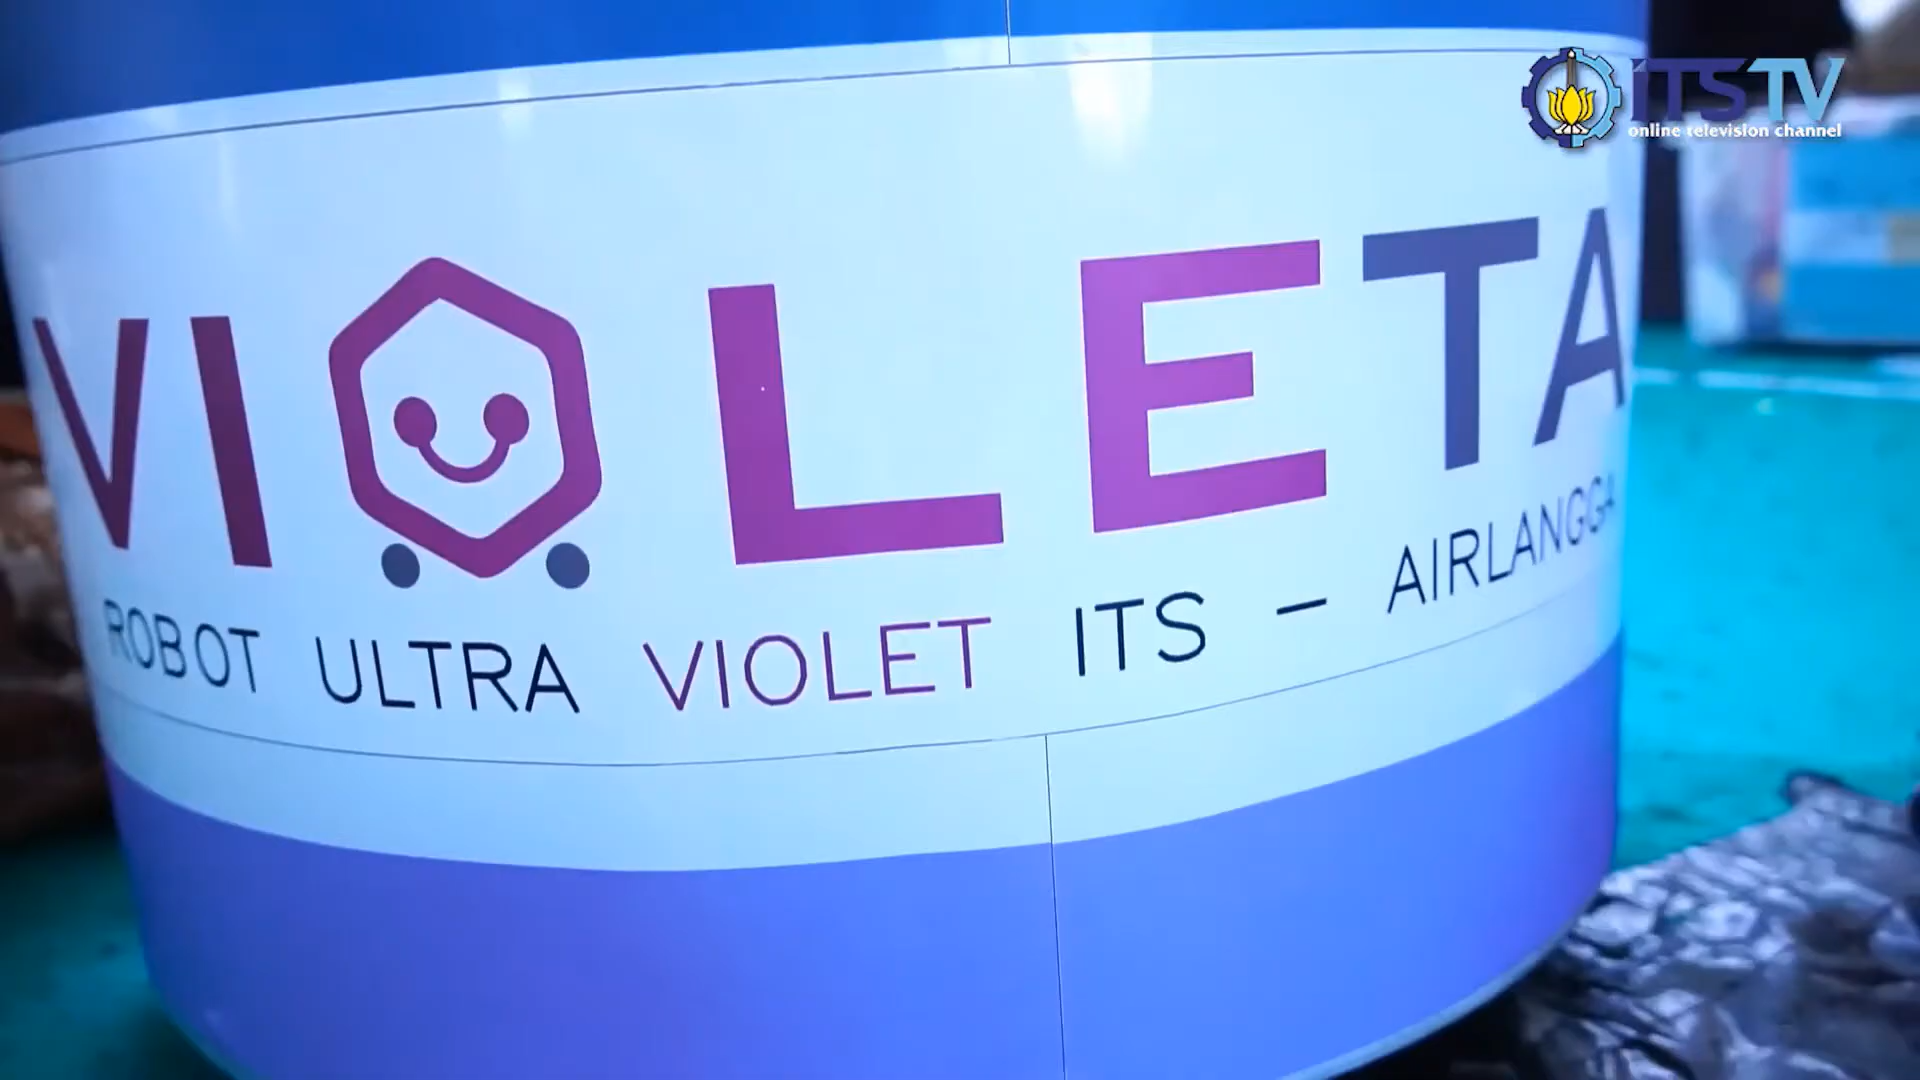 iTS TV
online television channel
VIOLETA
ROBOT ULTRA VIOLET ITS – AIRLANGGA